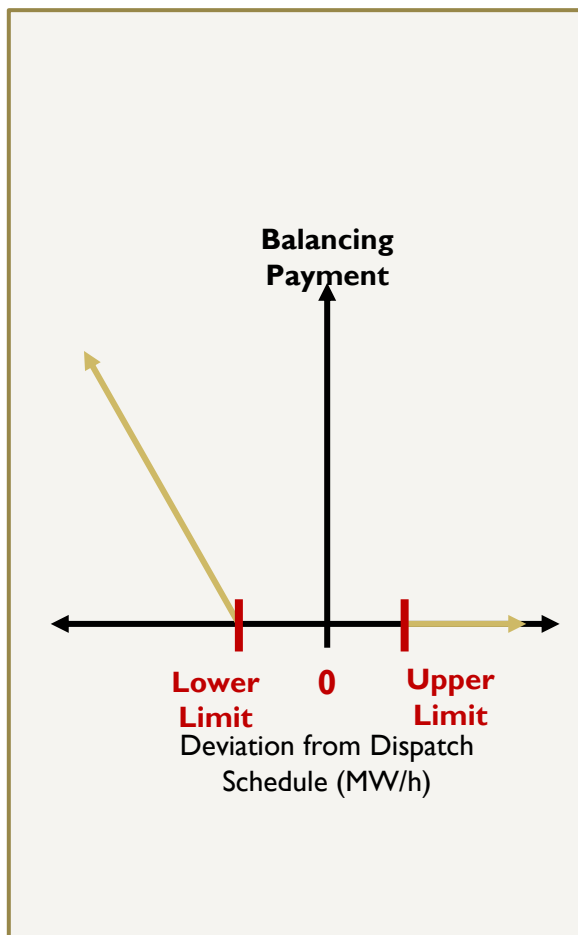 Balancing
Payment
Lower
Limit
0
Upper
Limit
Deviation from Dispatch
Schedule (MW/h)